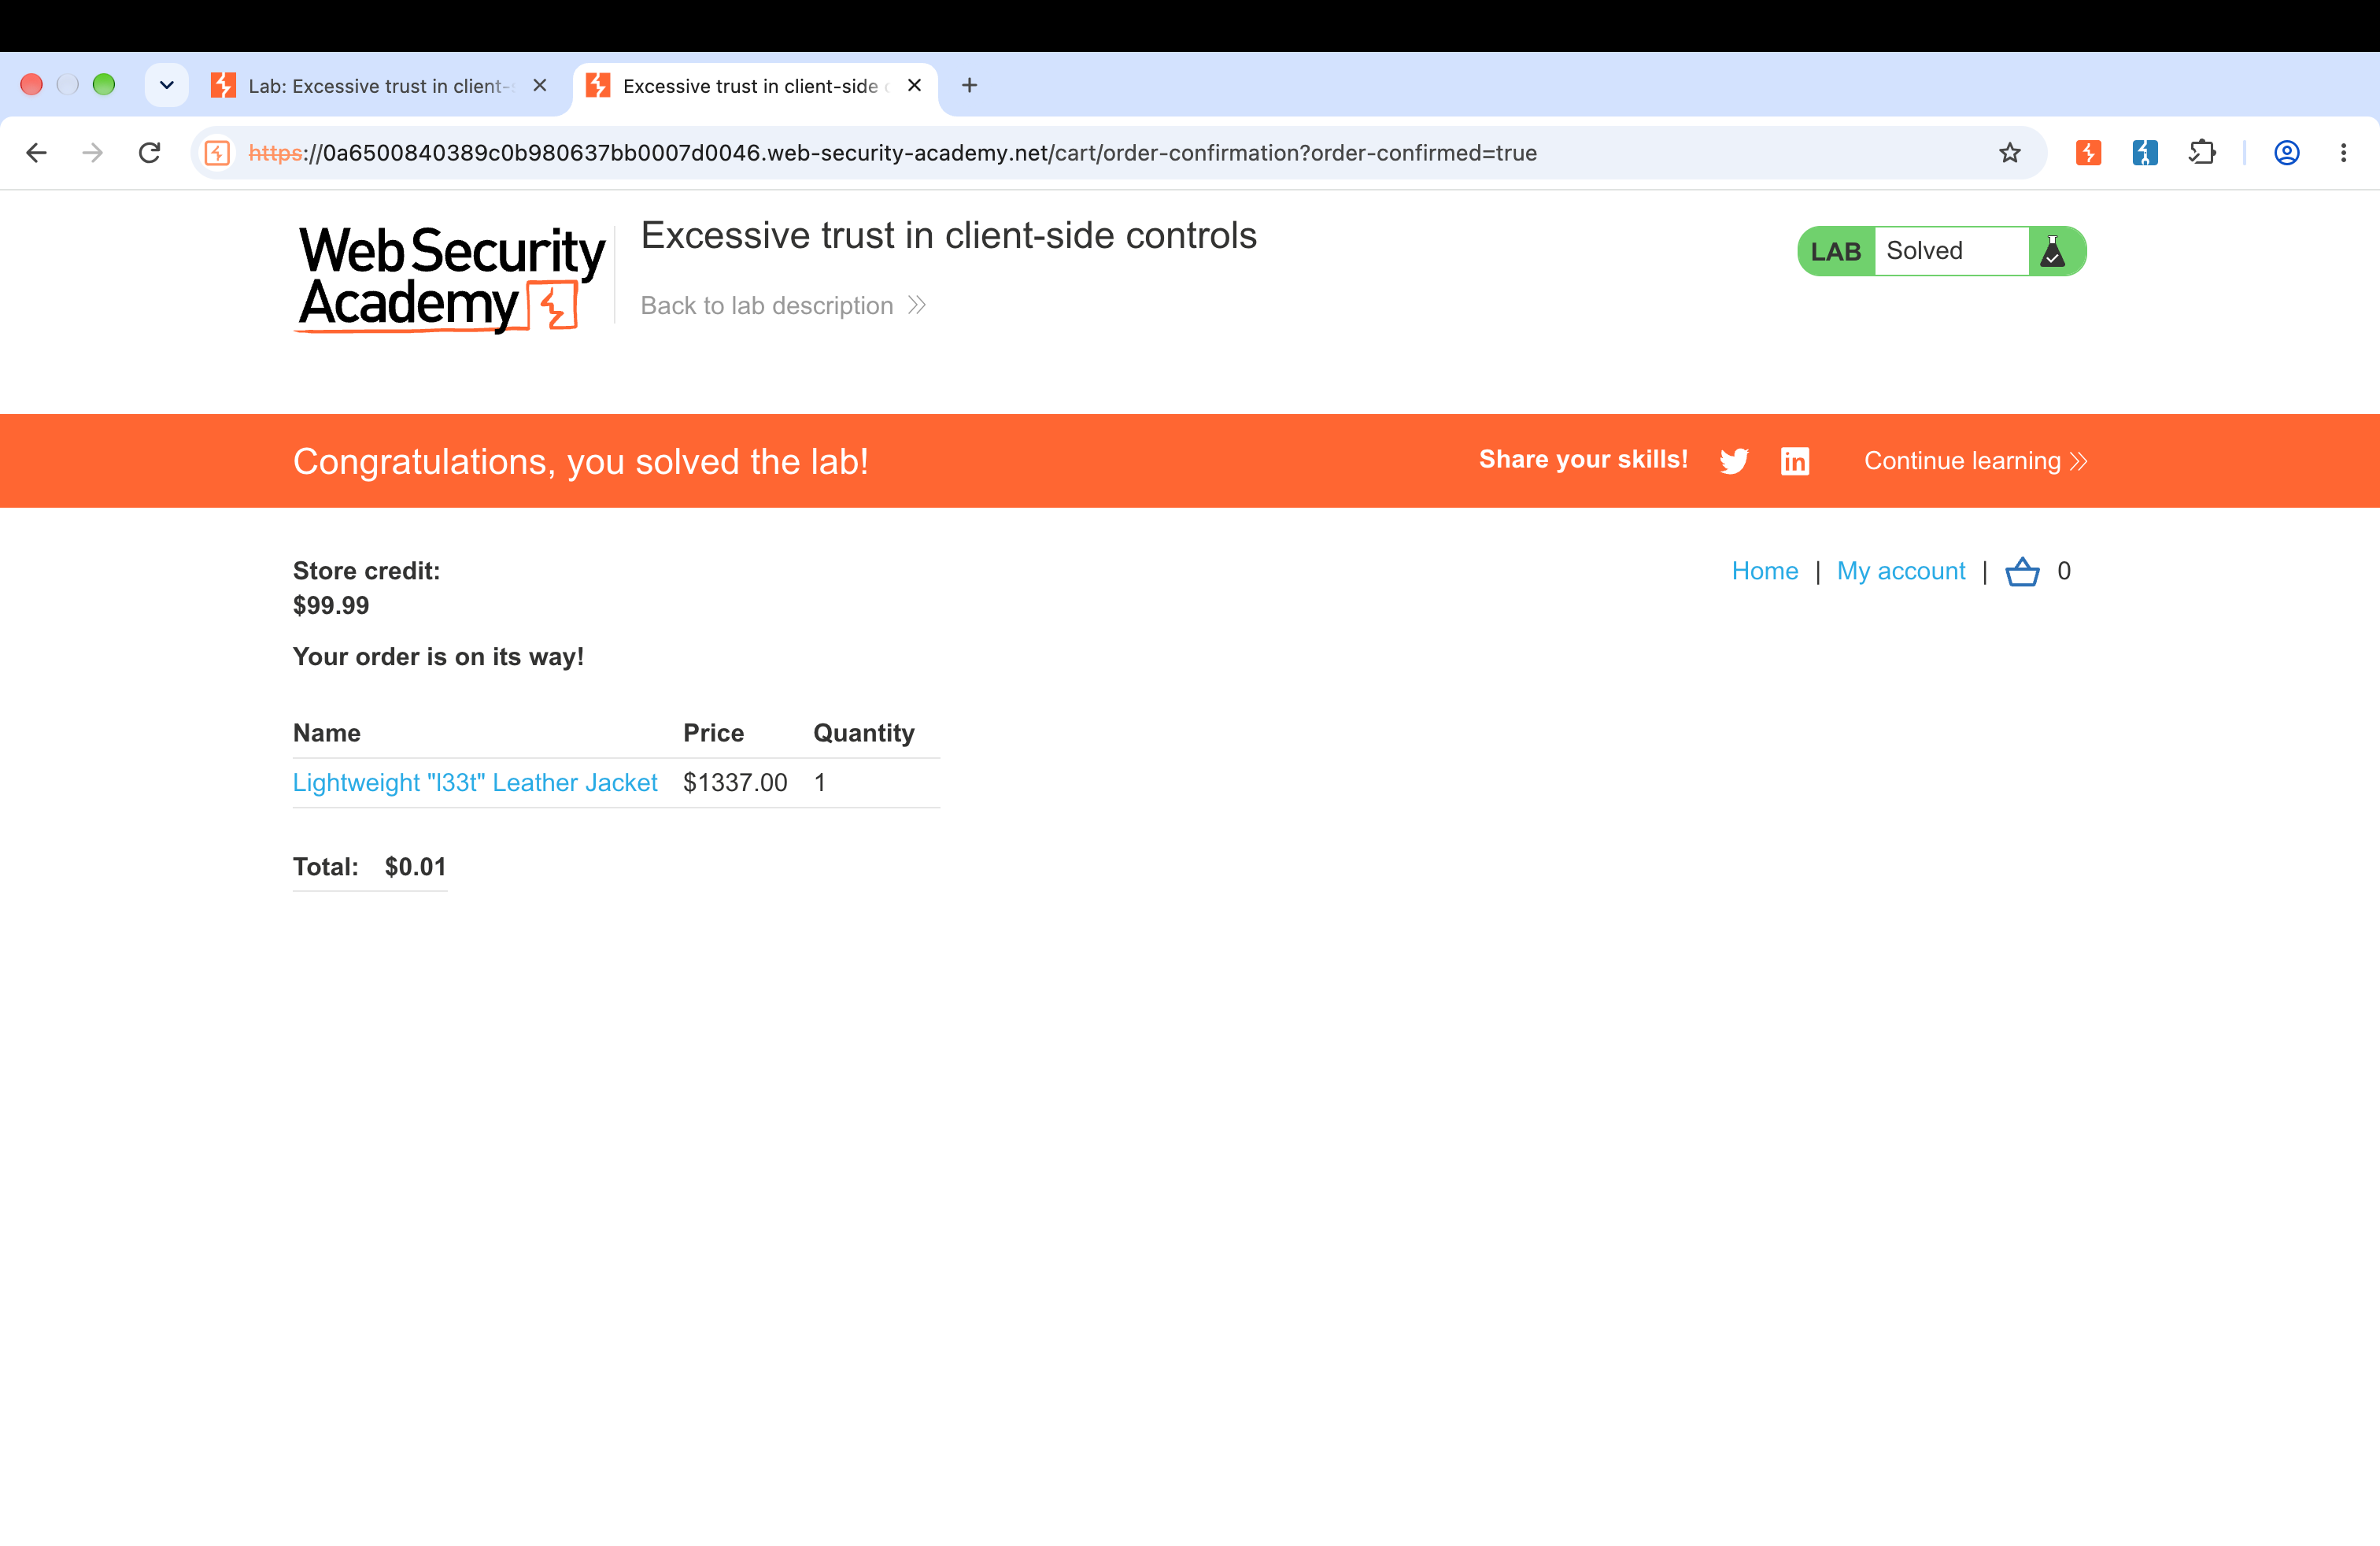 Lab: Excessive trust in client-s
Excessive trust in client-side c
https://0a6500840389c0b980637bb0007d0046.web-security-academy.net/cart/order-confirmation?order-confirmed=true
Web Security
Academy
Excessive trust in client-side controls
Back to lab description
LAB Solved
Congratulations, you solved the lab!
Share your skills!
Continue learning
Store credit:
$99.99
Home | My account | 0
Your order is on its way!
Name Price Quantity
Lightweight "l33t" Leather Jacket $1337.00 1
Total: $0.01